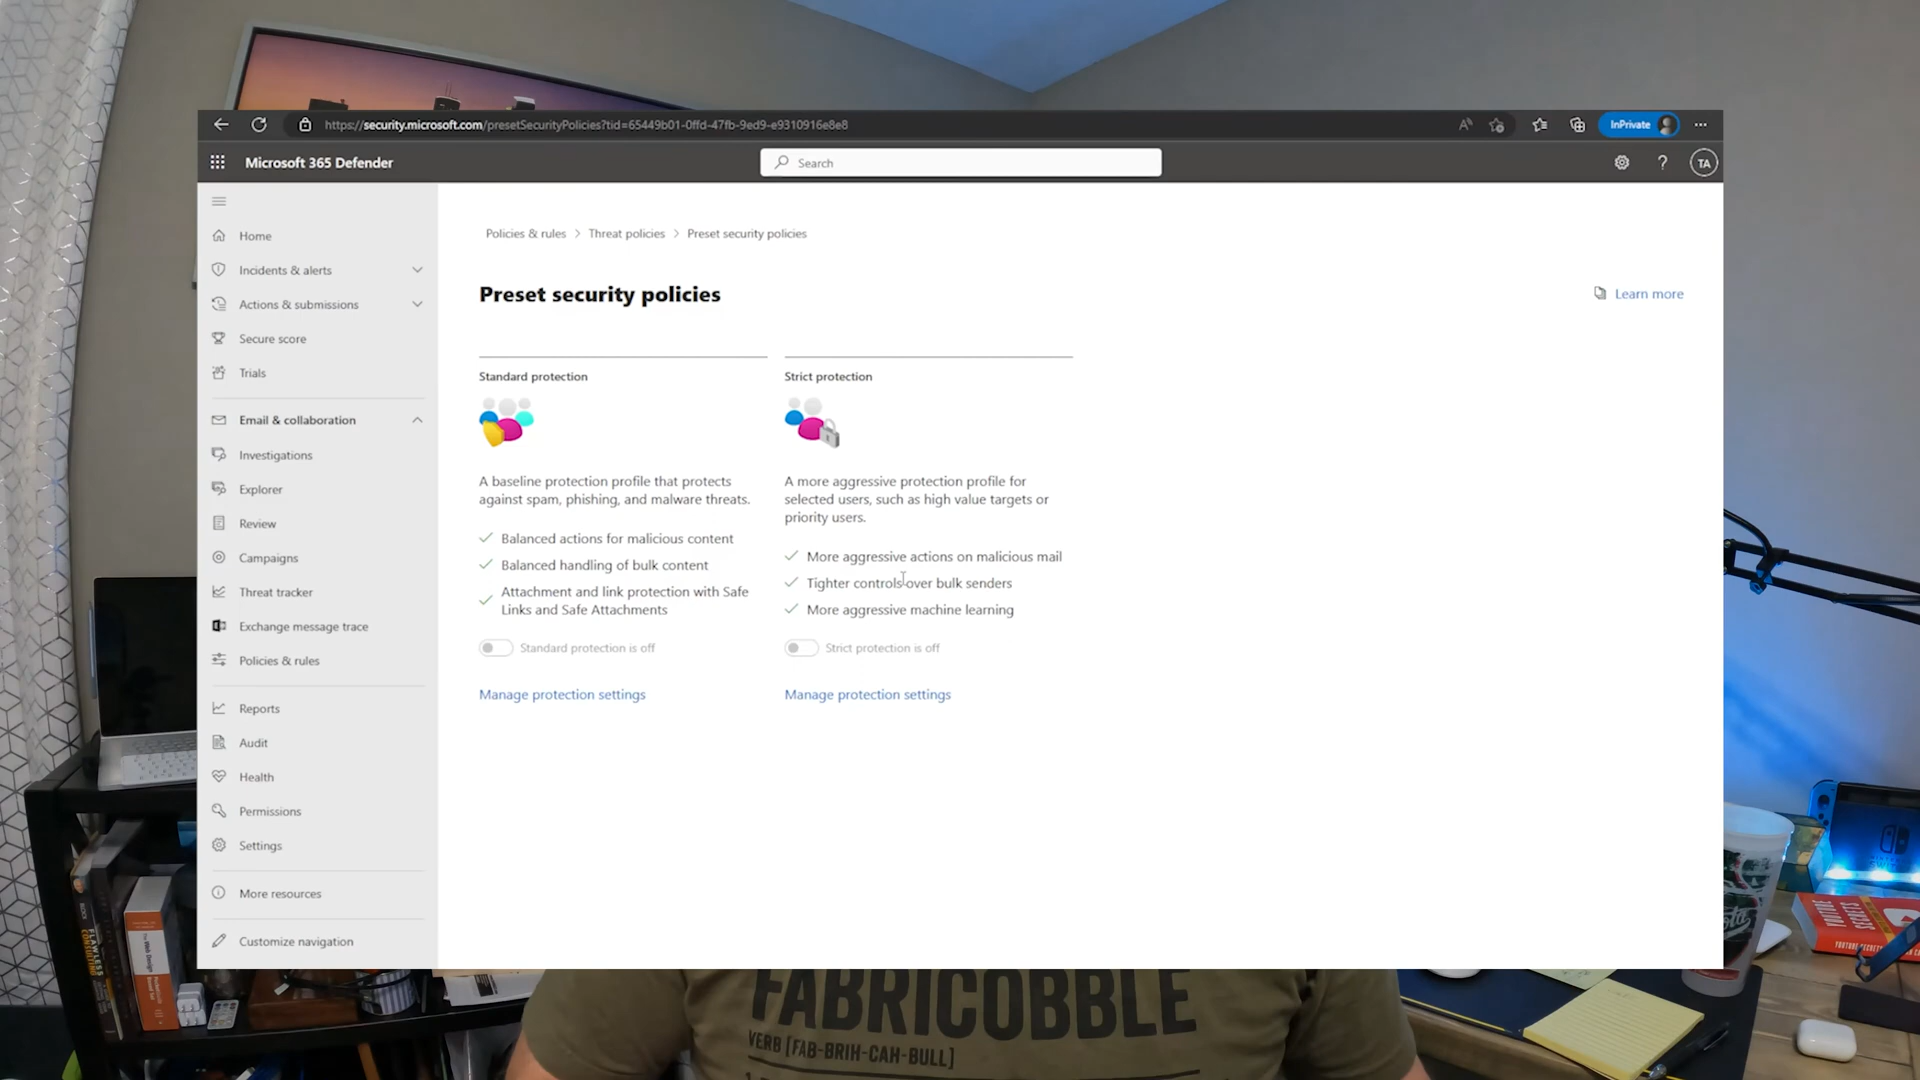 https://security.microsoft.com/presetSecurityPolicies?tid=65449b01-0ffd-47fb-9ed9-e9310916e8e8
InPrivate
Microsoft 365 Defender
Search
TA
Home
Incidents & alerts
Actions & submissions
Secure score
Trials
Email & collaboration
Investigations
Explorer
Review
Campaigns
Threat tracker
Exchange message trace
Policies & rules
Reports
Audit
Health
Permissions
Settings
More resources
Customize navigation
Policies & rules > Threat policies > Preset security policies
Preset security policies
Learn more
Standard protection
A baseline protection profile that protects
against spam, phishing, and malware threats.
Balanced actions for malicious content
Balanced handling of bulk content
Attachment and link protection with Safe
Links and Safe Attachments
Standard protection is off
Manage protection settings
Strict protection
A more aggressive protection profile for
selected users, such as high value targets or
priority users.
More aggressive actions on malicious mail
Tighter controls over bulk senders
More aggressive machine learning
Strict protection is off
Manage protection settings
FLAWLESS
CONSULTING
YOUTUBE
SECRETS
FABRICOBBLE
VERB [FAB-BRIH-CAH-BULL]